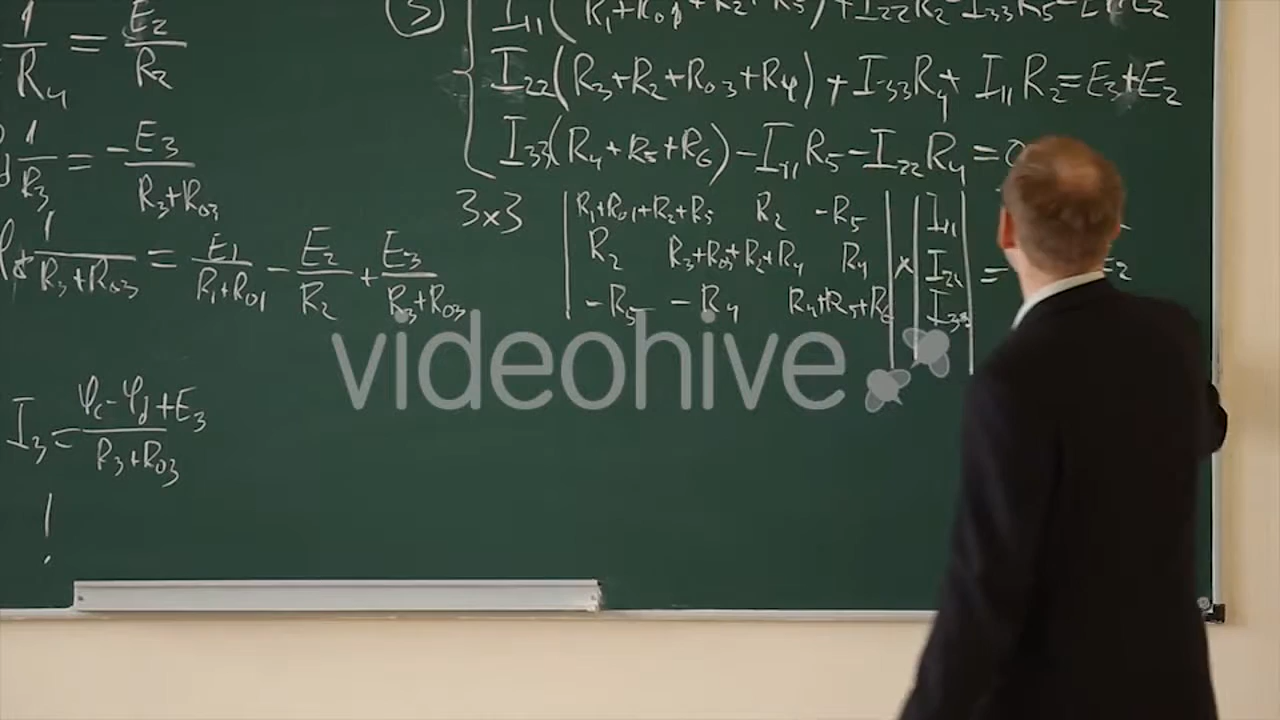 1/R₄ = E₂/R₂
1/R₃ = -E₃/(R₃+R₀₃)
1/(R₃+R₀₃) = E₁/(R₁+R₀₁) - E₂/R₂ + E₃/(R₃+R₀₃)
I₃ = (φc-φd+E₃)/(R₃+R₀₃)
!
3)
I₂₂(R₃+R₂+R₀₃+R₄)+I₃₃R₄+I₁₁R₂=E₃+E₂
I₃₃(R₄+R₅+R₆)-I₁₁R₅-I₂₂R₄=0
3×3
R₁+R₀₁+R₂+R₅ R₂ -R₅ I₁₁
R₂ R₃+R₀₃+R₂+R₄ R₄ × I₂₂ =
-R₅ -R₄ R₄+R₅+R₆ I₃₃
videohive